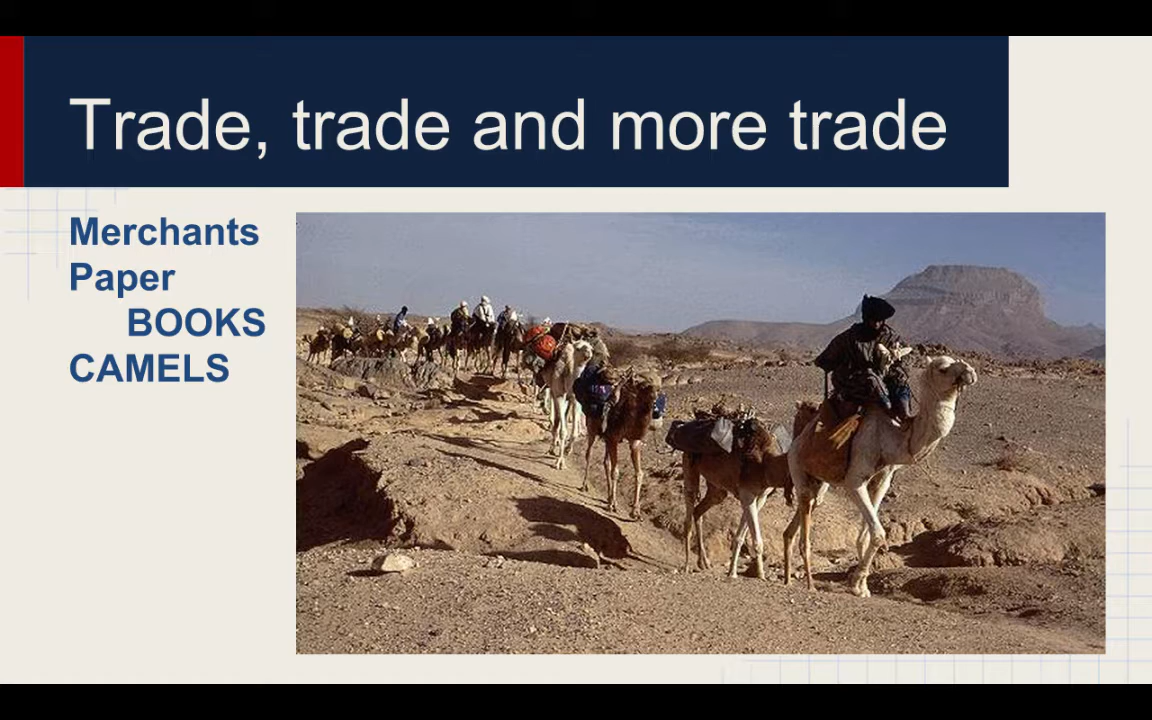 Trade, trade and more trade
Merchants
Paper
BOOKS
CAMELS